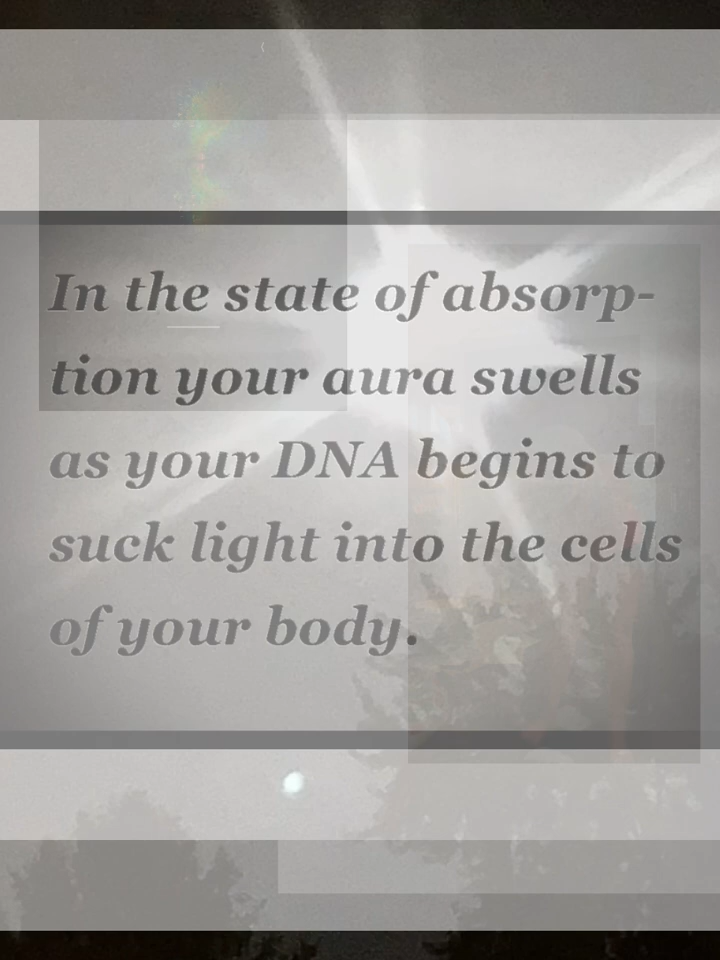 In the state of absorp-
tion your aura swells
as your DNA begins to
suck light into the cells
of your body.